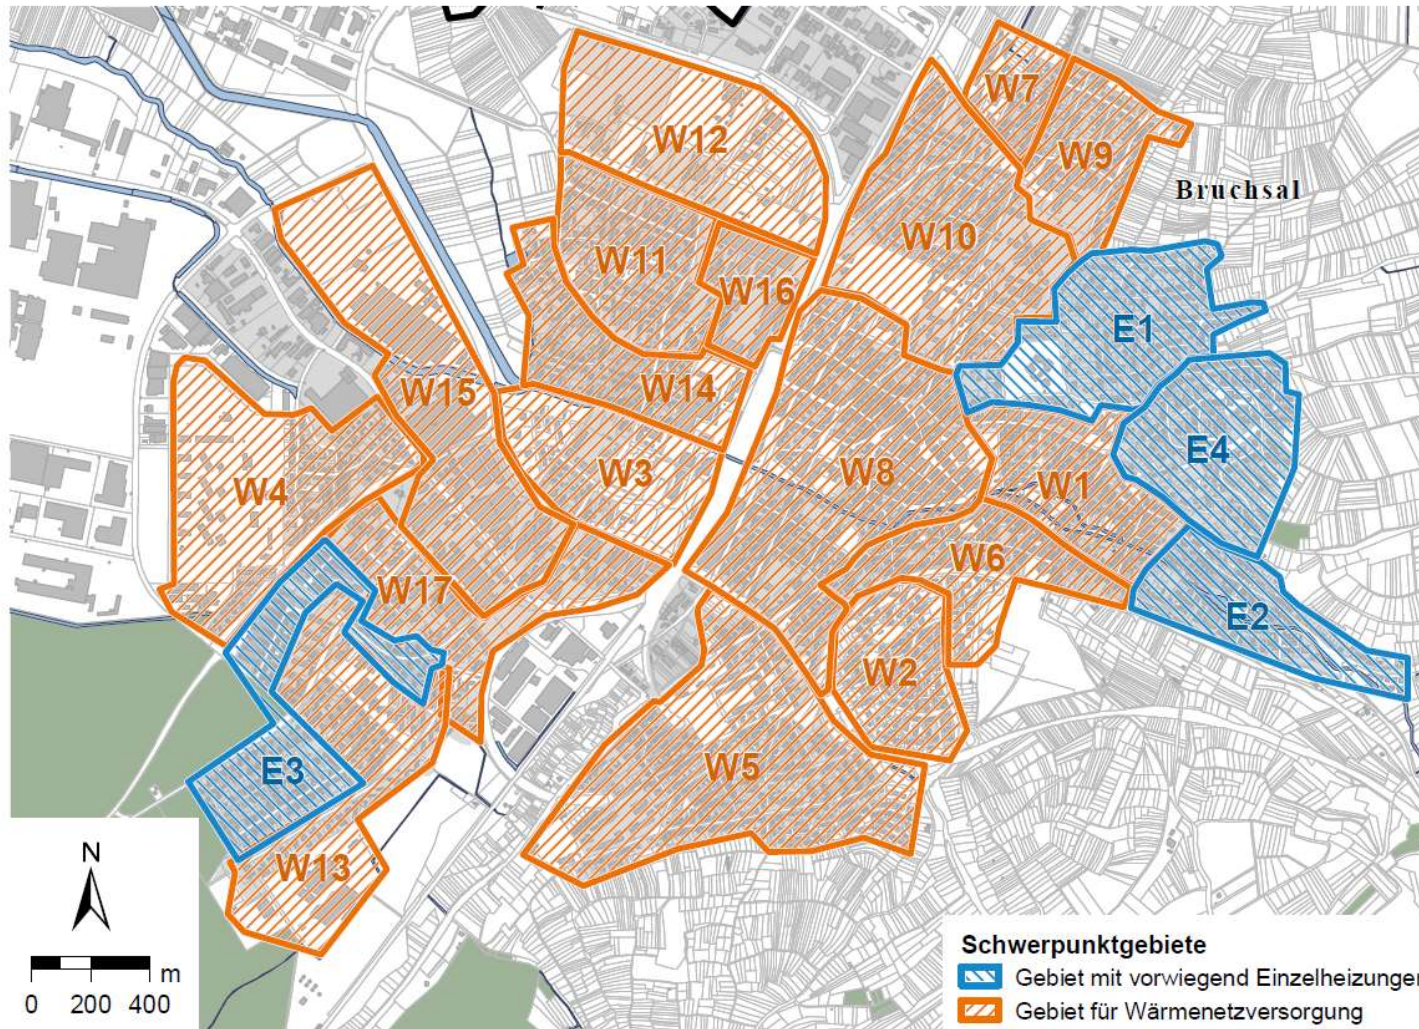 W7
W12
W9
Bruchsal
W10
W11
W16
E1
W15
W14
E4
W3
W8
W4
W1
W6
W17
E2
W2
W5
E3
W13
N
m
0 200 400
Schwerpunktgebiete
Gebiet mit vorwiegend Einzelheizungen
Gebiet für Wärmenetzversorgung